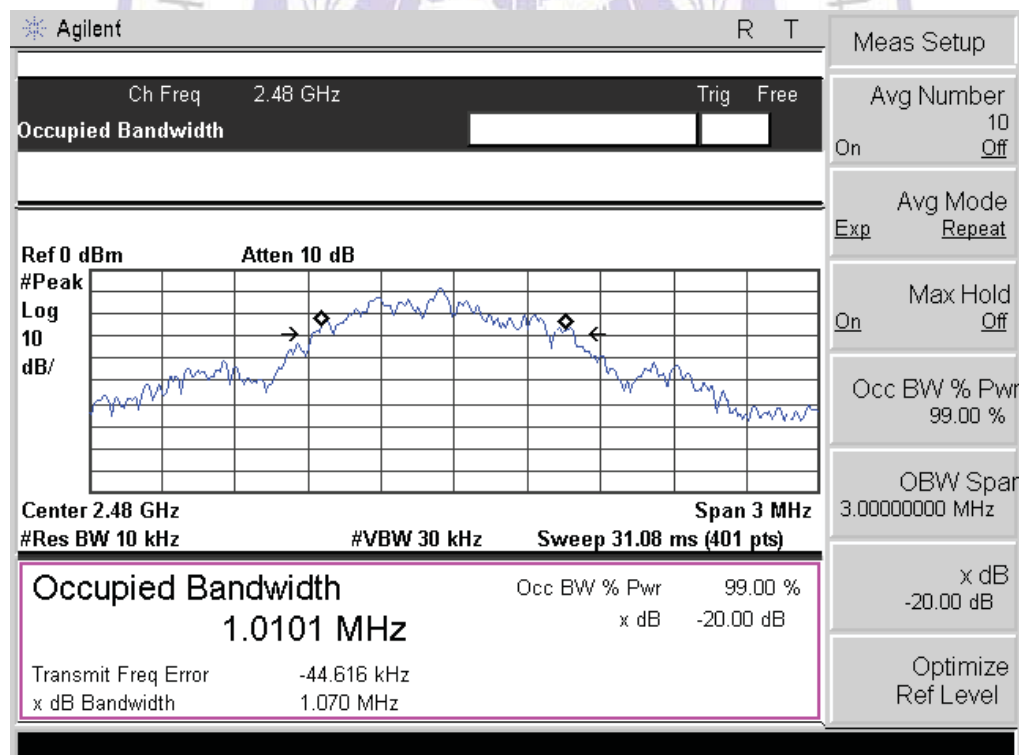 Agilent R T
Ch Freq 2.48 GHz Trig Free
Occupied Bandwidth
Ref 0 dBm Atten 10 dB
#Peak
Log
10
dB/
Center 2.48 GHz Span 3 MHz
#Res BW 10 kHz #VBW 30 kHz Sweep 31.08 ms (401 pts)
Occupied Bandwidth
1.0101 MHz
Occ BW % Pwr 99.00 %
x dB -20.00 dB
Transmit Freq Error -44.616 kHz
x dB Bandwidth 1.070 MHz
Meas Setup
Avg Number
10
On Off
Avg Mode
Exp Repeat
Max Hold
On Off
Occ BW % Pwr
99.00 %
OBW Span
3.00000000 MHz
x dB
-20.00 dB
Optimize
Ref Level